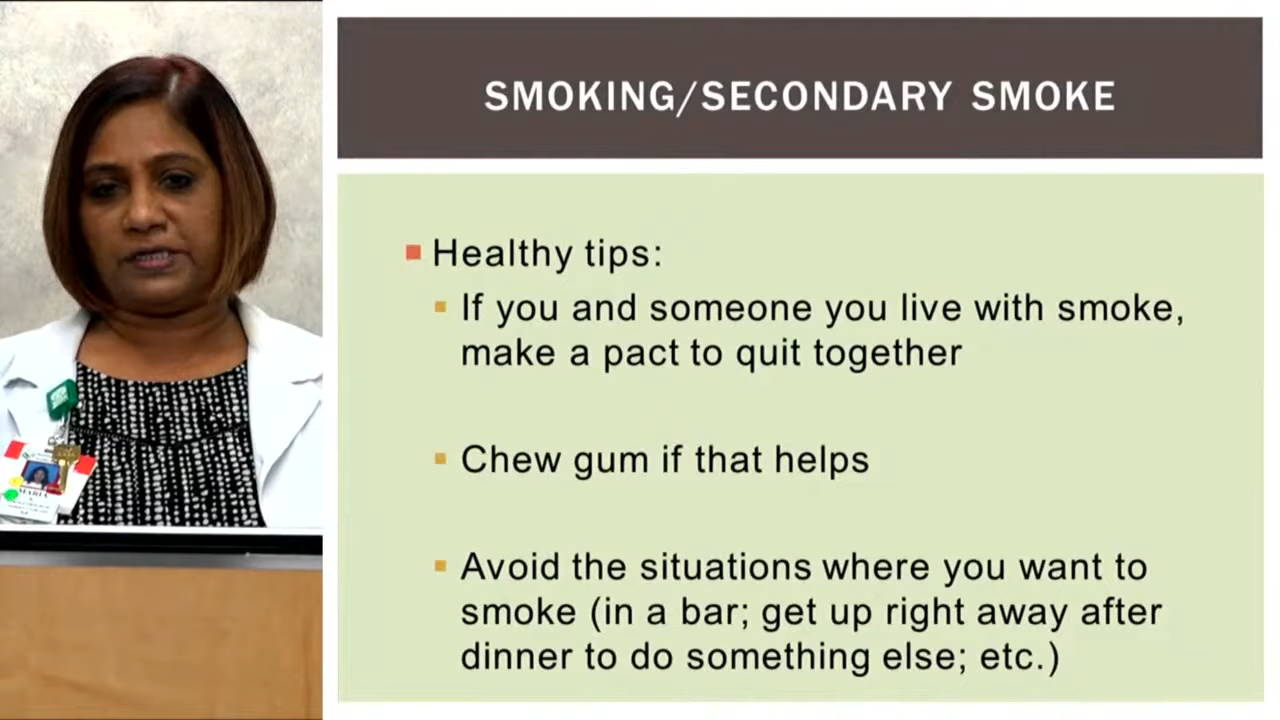 SMOKING/SECONDARY SMOKE
Healthy tips:
If you and someone you live with smoke,
make a pact to quit together
Chew gum if that helps
Avoid the situations where you want to
smoke (in a bar; get up right away after
dinner to do something else; etc.)
MARIA